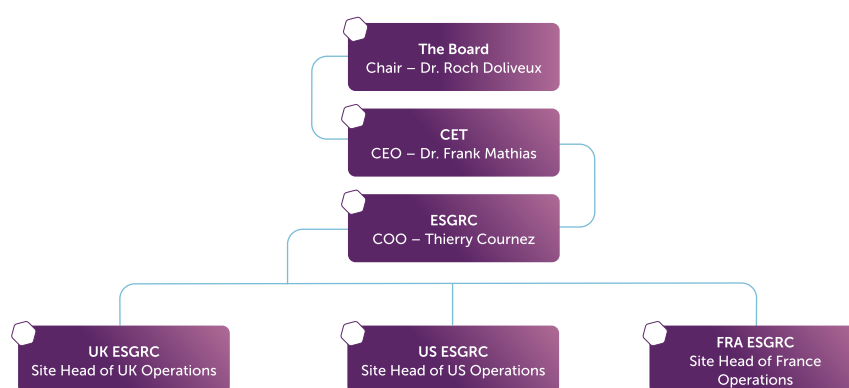 The Board
Chair – Dr. Roch Doliveux
CET
CEO – Dr. Frank Mathias
ESGRC
COO – Thierry Cournez
UK ESGRC
Site Head of UK Operations
US ESGRC
Site Head of US Operations
FRA ESGRC
Site Head of France
Operations